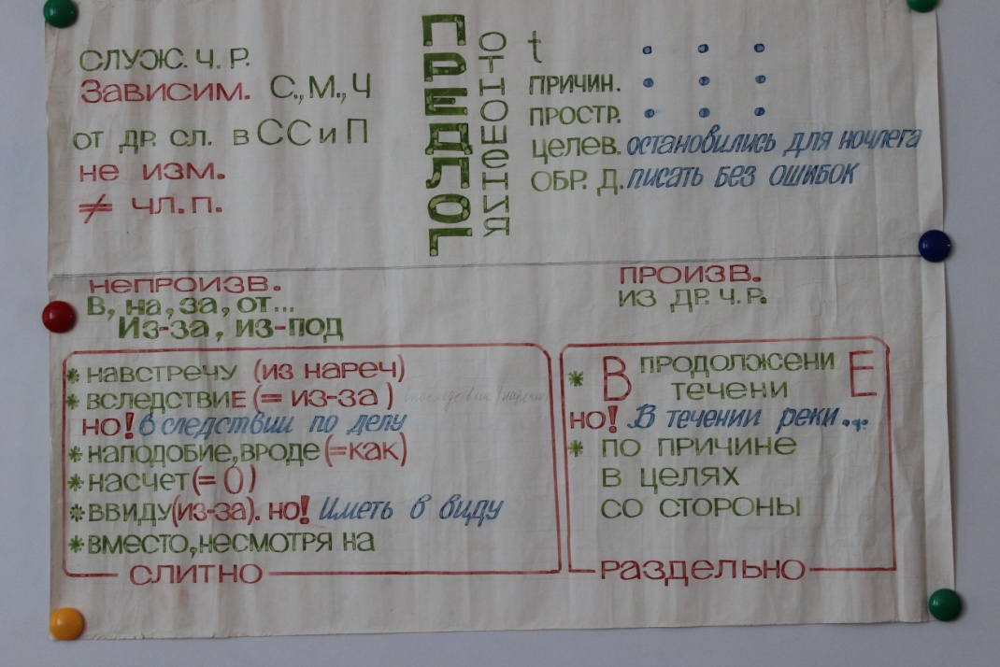 СЛУЖ. Ч. Р.
Зависим. С., М., Ч
от др. сл. в СС и П
не изм.
≠ чл. п.
ПРЕДЛОГ
ОТНОШЕНИЯ
t
причин.
простр.
целев. остановились для ночлега
обр. д. писать без ошибок
непроизв.
в, на, за, от...
Из-за, из-под
произв.
из др. ч. р.
* навстречу (из нареч)
* вследствиЕ (= из-за)
но! в следствии по делу
* наподобие, вроде (=как)
* насчет (= о)
* ввиду (из-за). но! Иметь в виду
* вместо, несмотря на
слитно
* В продолжени Е
течени
но! В течении реки...
* по причине
в целях
со стороны
раздельно